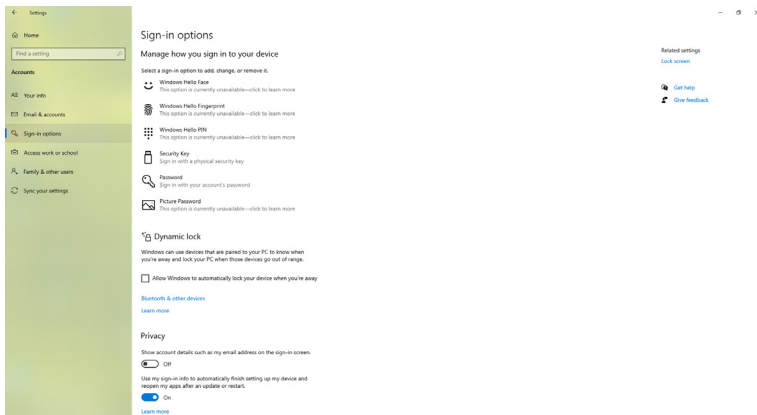 Settings
Home
Find a setting
Accounts
Your info
Email & accounts
Sign-in options
Access work or school
Family & other users
Sync your settings
Sign-in options
Manage how you sign in to your device
Select a sign-in option to add, change, or remove it.
Windows Hello Face
This option is currently unavailable—click to learn more
Windows Hello Fingerprint
This option is currently unavailable—click to learn more
Windows Hello PIN
This option is currently unavailable—click to learn more
Security Key
Sign in with a physical security key
Password
Sign in with your account's password
Picture Password
This option is currently unavailable—click to learn more
Dynamic lock
Windows can use devices that are paired to your PC to know when
you're away and lock your PC when those devices go out of range.
Allow Windows to automatically lock your device when you're away
Bluetooth & other devices
Learn more
Privacy
Show account details such as my email address on the sign-in screen.
Off
Use my sign-in info to automatically finish setting up my device and
reopen my apps after an update or restart.
On
Learn more
Related settings
Lock screen
Get help
Give feedback